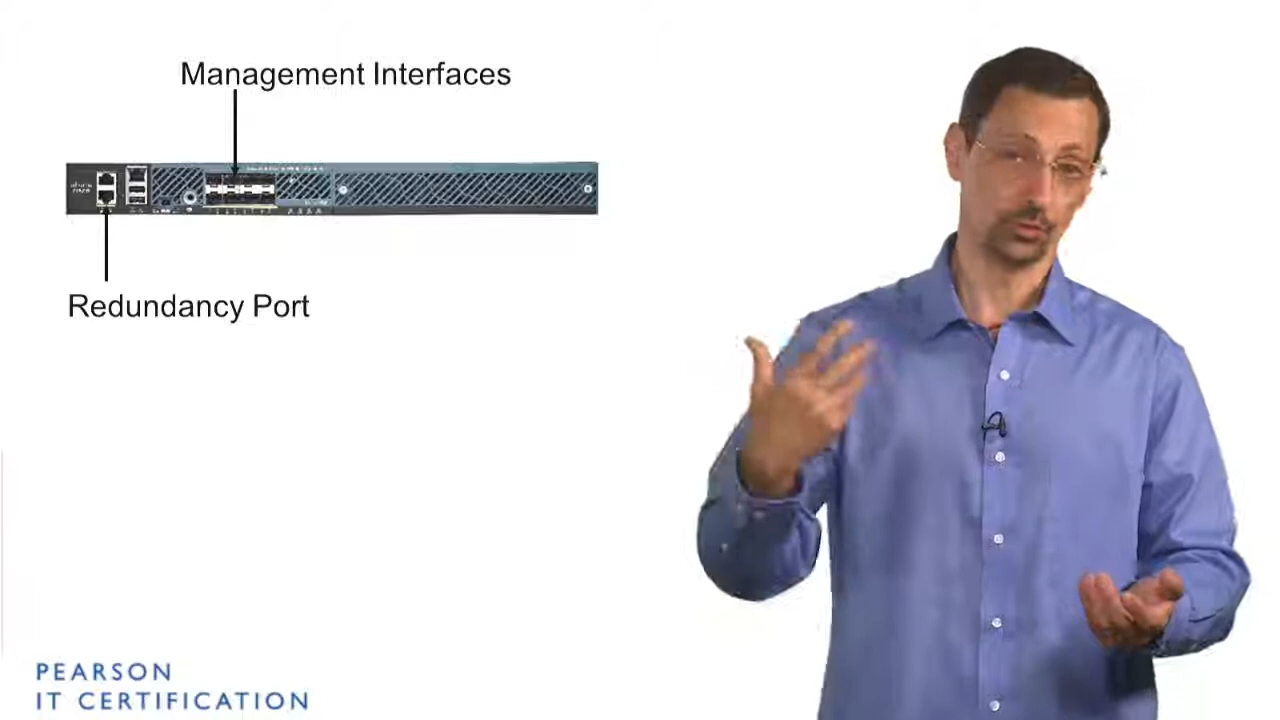 Management Interfaces
Redundancy Port
PEARSON
IT CERTIFICATION